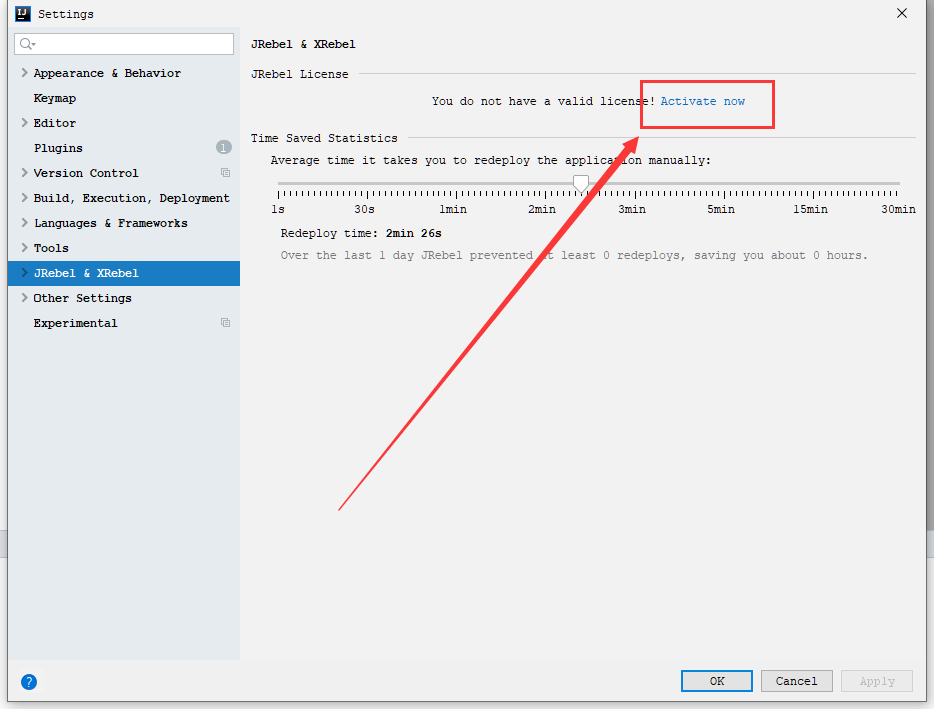 Settings
Appearance & Behavior
Keymap
Editor
Plugins 1
Version Control
Build, Execution, Deployment
Languages & Frameworks
Tools
JRebel & XRebel
Other Settings
Experimental
JRebel & XRebel
JRebel License
You do not have a valid license! Activate now
Time Saved Statistics
Average time it takes you to redeploy the application manually:
1s 30s 1min 2min 3min 5min 15min 30min
Redeploy time: 2min 26s
Over the last 1 day JRebel prevented at least 0 redeploys, saving you about 0 hours.
? OK Cancel Apply